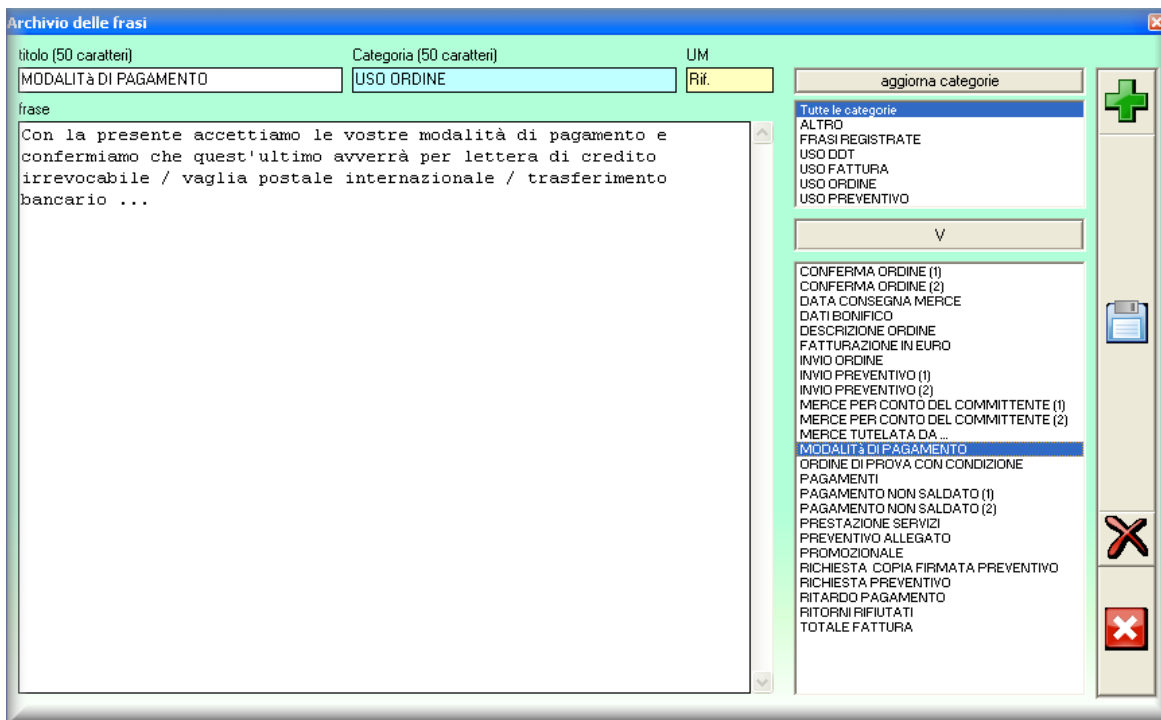 Archivio delle frasi
titolo (50 caratteri)
Categoria (50 caratteri)
UM
MODALITà DI PAGAMENTO
USO ORDINE
Rif.
frase
Con la presente accettiamo le vostre modalità di pagamento e
confermiamo che quest'ultimo avverrà per lettera di credito
irrevocabile / vaglia postale internazionale / trasferimento
bancario ...
aggiorna categorie
Tutte le categorie
ALTRO
FRASI REGISTRATE
USO DDT
USO FATTURA
USO ORDINE
USO PREVENTIVO
V
CONFERMA ORDINE (1)
CONFERMA ORDINE (2)
DATA CONSEGNA MERCE
DATI BONIFICO
DESCRIZIONE ORDINE
FATTURAZIONE IN EURO
INVIO ORDINE
INVIO PREVENTIVO (1)
INVIO PREVENTIVO (2)
MERCE PER CONTO DEL COMMITTENTE (1)
MERCE PER CONTO DEL COMMITTENTE (2)
MERCE TUTELATA DA ...
MODALITà DI PAGAMENTO
ORDINE DI PROVA CON CONDIZIONE
PAGAMENTI
PAGAMENTO NON SALDATO (1)
PAGAMENTO NON SALDATO (2)
PRESTAZIONE SERVIZI
PREVENTIVO ALLEGATO
PROMOZIONALE
RICHIESTA  COPIA FIRMATA PREVENTIVO
RICHIESTA PREVENTIVO
RITARDO PAGAMENTO
RITORNI RIFIUTATI
TOTALE FATTURA